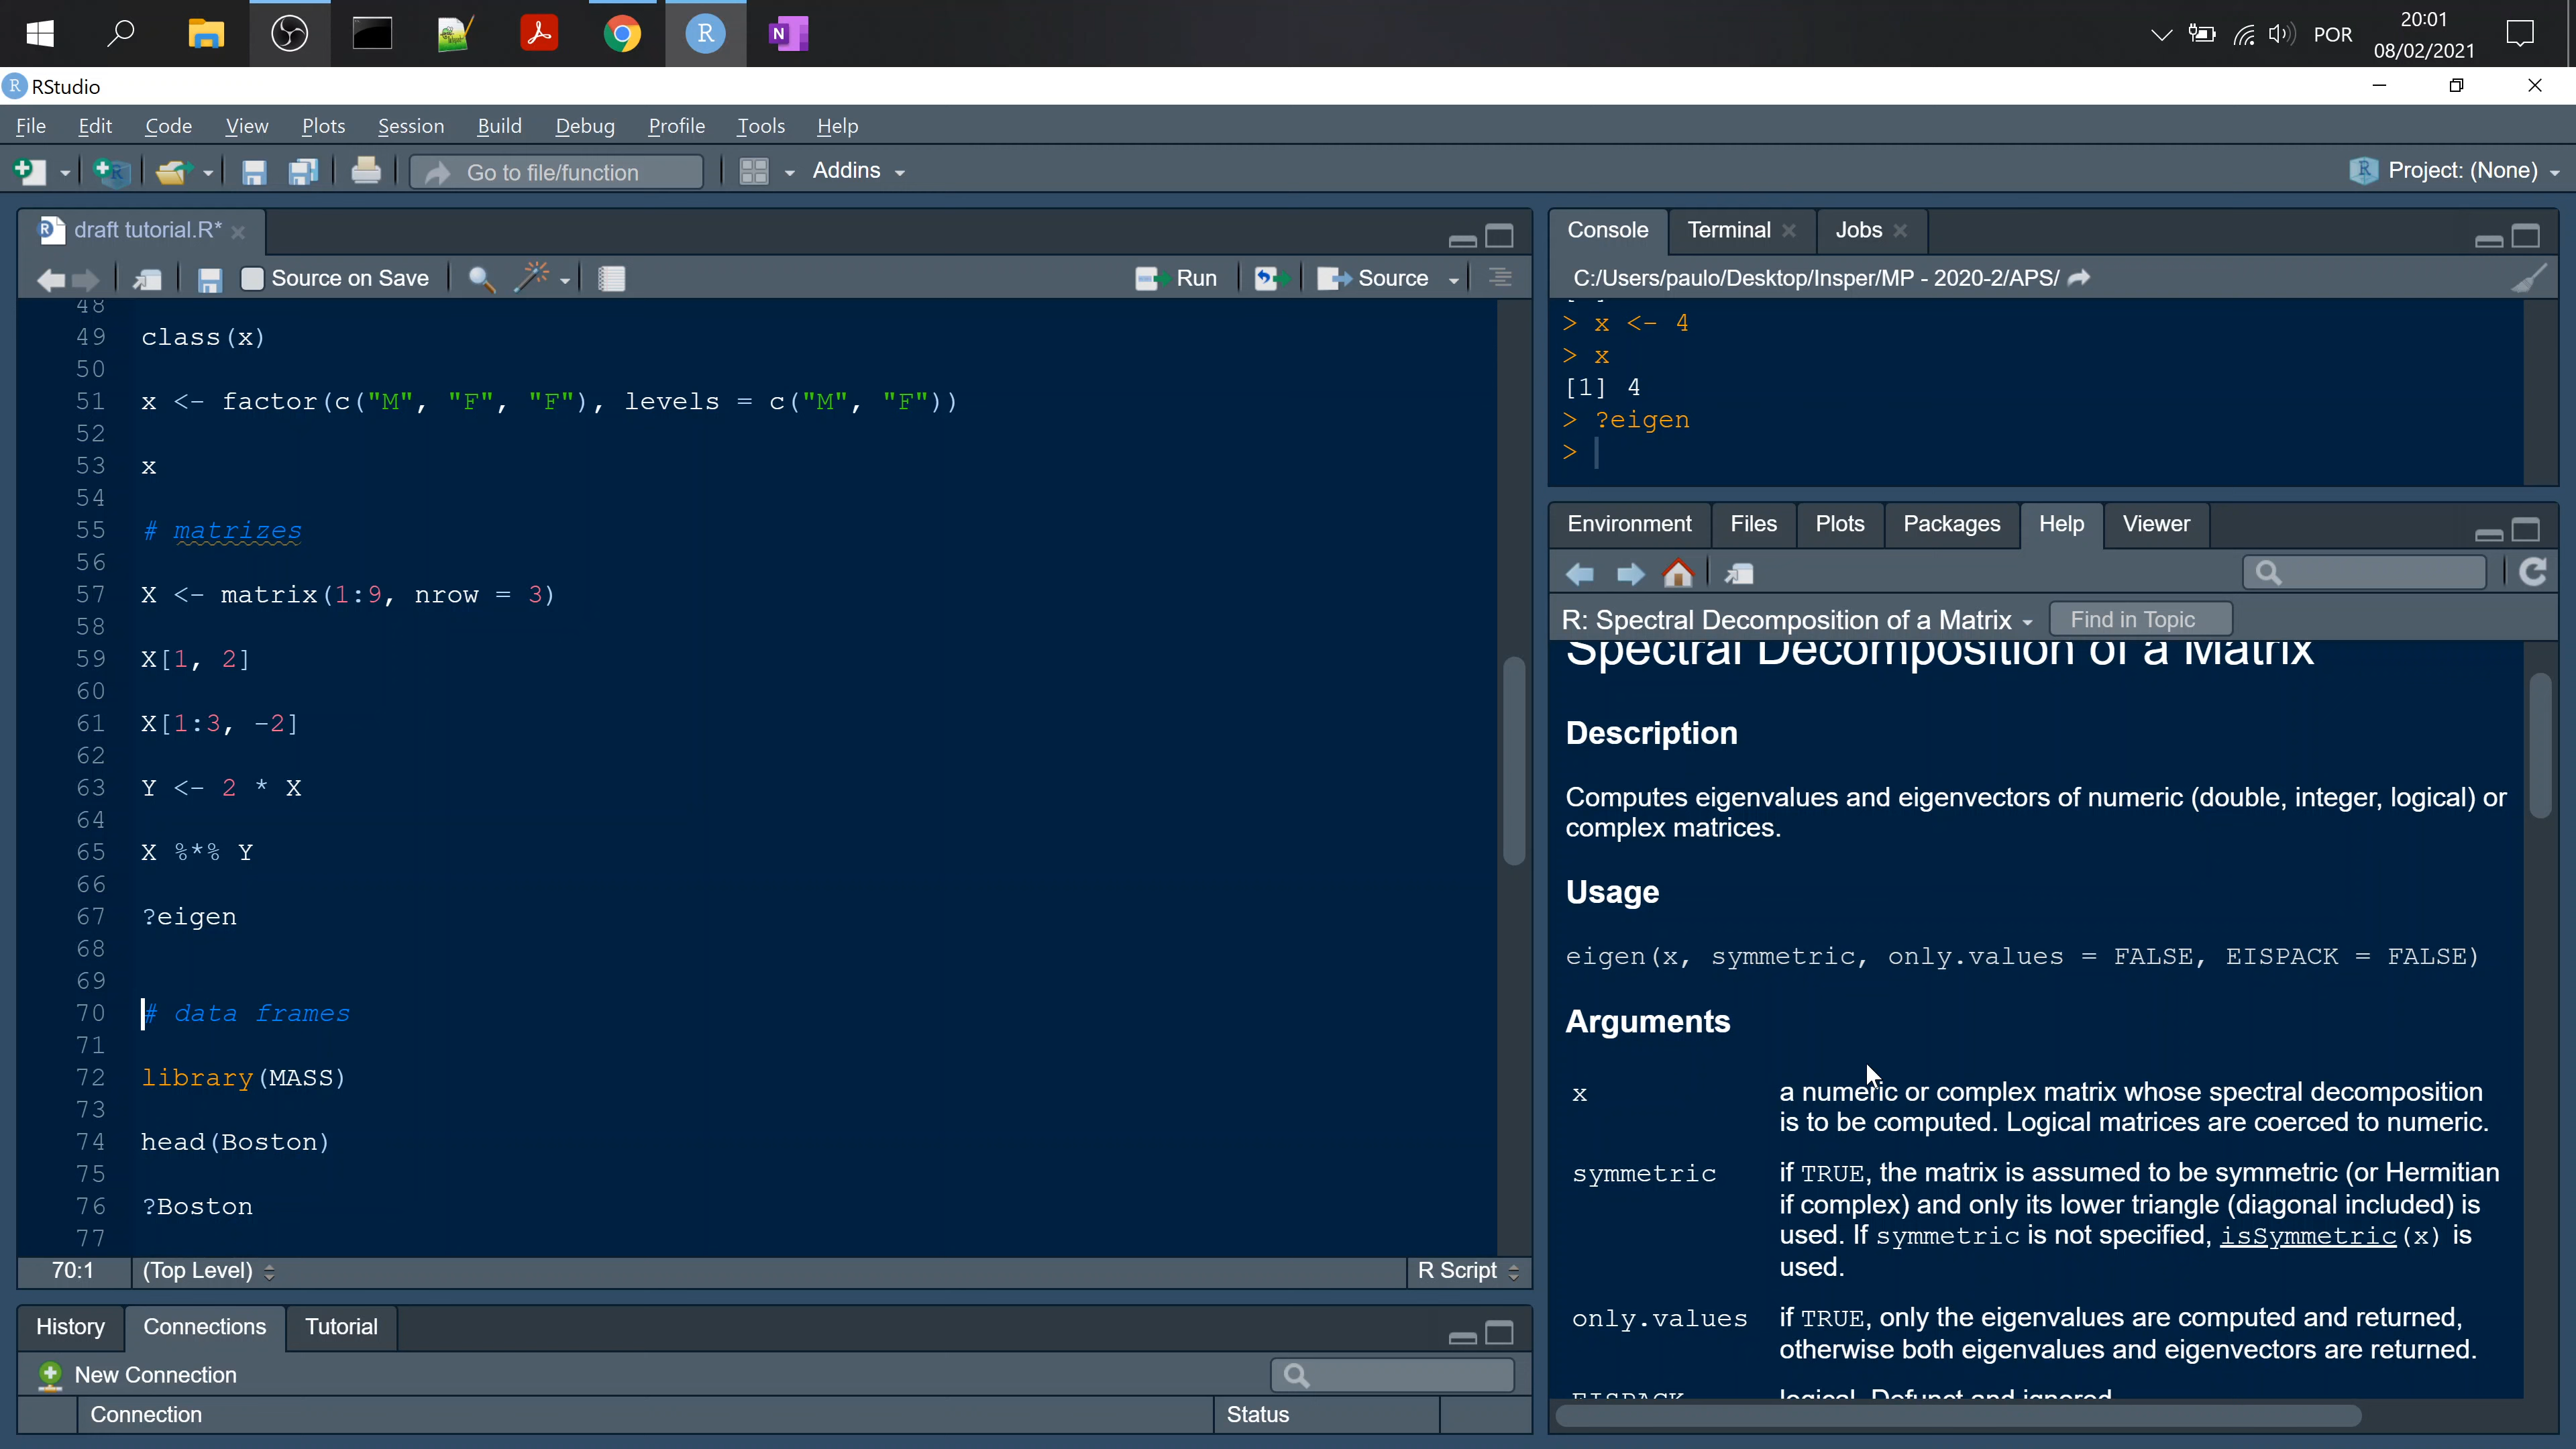 20:01
POR
08/02/2021
RStudio
File Edit Code View Plots Session Build Debug Profile Tools Help
Go to file/function Addins Project: (None)
draft tutorial.R*
Source on Save Run Source
48
49 class(x)
50
51 x <- factor(c("M", "F", "F"), levels = c("M", "F"))
52
53 x
54
55 # matrizes
56
57 X <- matrix(1:9, nrow = 3)
58
59 X[1, 2]
60
61 X[1:3, -2]
62
63 Y <- 2 * X
64
65 X %*% Y
66
67 ?eigen
68
69
70 # data frames
71
72 library(MASS)
73
74 head(Boston)
75
76 ?Boston
77
70:1 (Top Level) R Script
History Connections Tutorial
New Connection
Connection Status
Console Terminal Jobs
C:/Users/paulo/Desktop/Insper/MP - 2020-2/APS/
> x <- 4
> x
[1] 4
> ?eigen
>
Environment Files Plots Packages Help Viewer
R: Spectral Decomposition of a Matrix Find in Topic
Spectral Decomposition of a Matrix
Description
Computes eigenvalues and eigenvectors of numeric (double, integer, logical) or
complex matrices.
Usage
eigen(x, symmetric, only.values = FALSE, EISPACK = FALSE)
Arguments
x a numeric or complex matrix whose spectral decomposition
is to be computed. Logical matrices are coerced to numeric.
symmetric if TRUE, the matrix is assumed to be symmetric (or Hermitian
if complex) and only its lower triangle (diagonal included) is
used. If symmetric is not specified, isSymmetric(x) is
used.
only.values if TRUE, only the eigenvalues are computed and returned,
otherwise both eigenvalues and eigenvectors are returned.
EISPACK logical. Defunct and ignored.